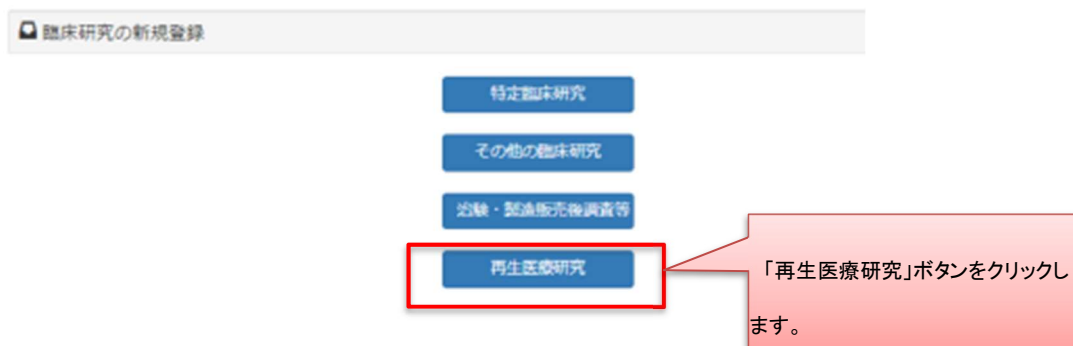 臨床研究の新規登録
特定臨床研究
その他の臨床研究
治験・製造販売後調査等
再生医療研究
「再生医療研究」ボタンをクリックし
ます。